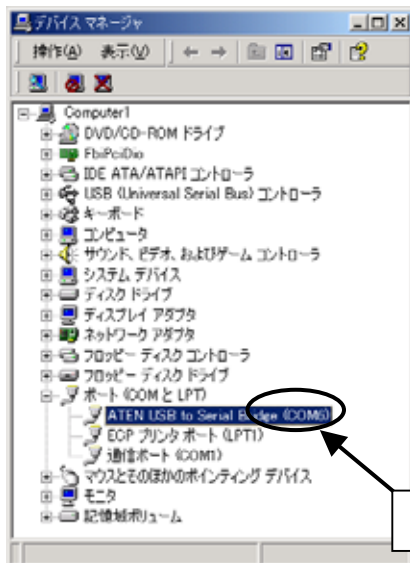 デバイス マネージャ
操作(A) 表示(V)
Computer1
DVD/CD-ROM ドライブ
FbiPciDio
IDE ATA/ATAPI コントローラ
USB (Universal Serial Bus) コントローラ
キーボード
コンピュータ
サウンド、ビデオ、およびゲーム コントローラ
システム デバイス
ディスク ドライブ
ディスプレイ アダプタ
ネットワーク アダプタ
フロッピー ディスク コントローラ
フロッピー ディスク ドライブ
ポート (COM と LPT)
ATEN USB to Serial Bridge (COM6)
ECP プリンタ ポート (LPT1)
通信ポート (COM1)
マウスとそのほかのポインティング デバイス
モニタ
記憶域ボリューム